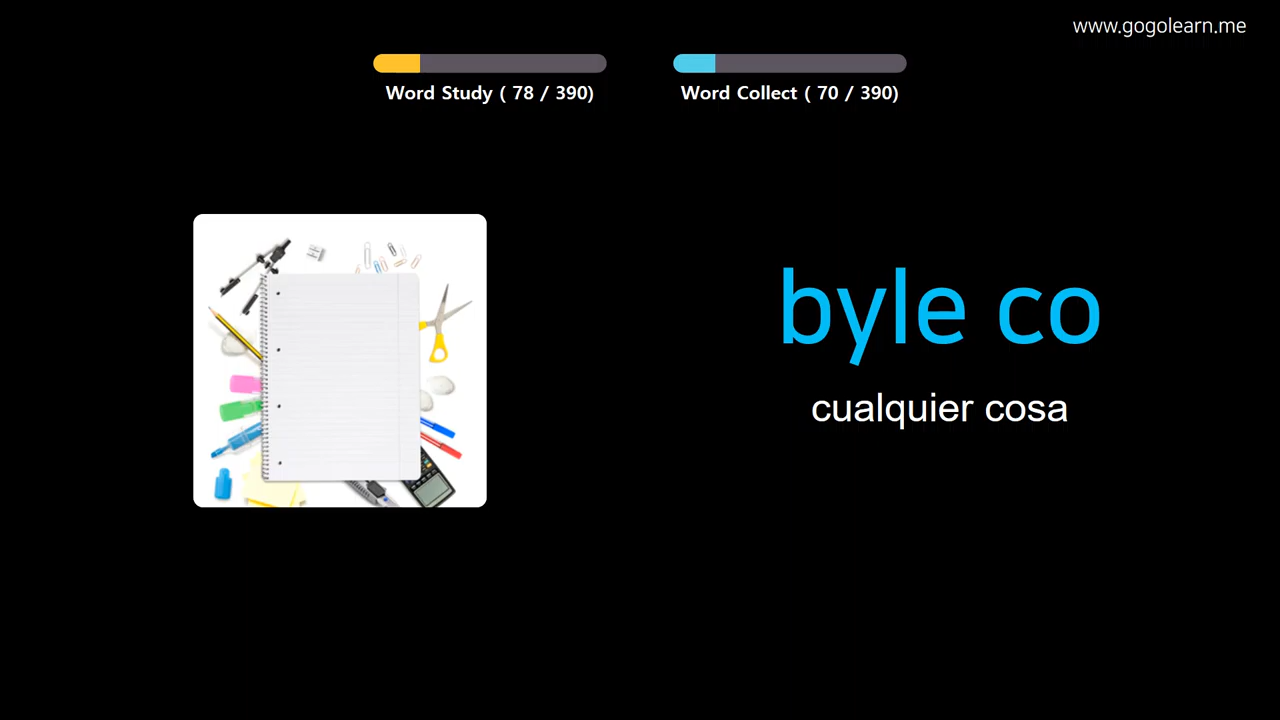 www.gogolearn.me
Word Study ( 78 / 390)
Word Collect ( 70 / 390)
byle co
cualquier cosa